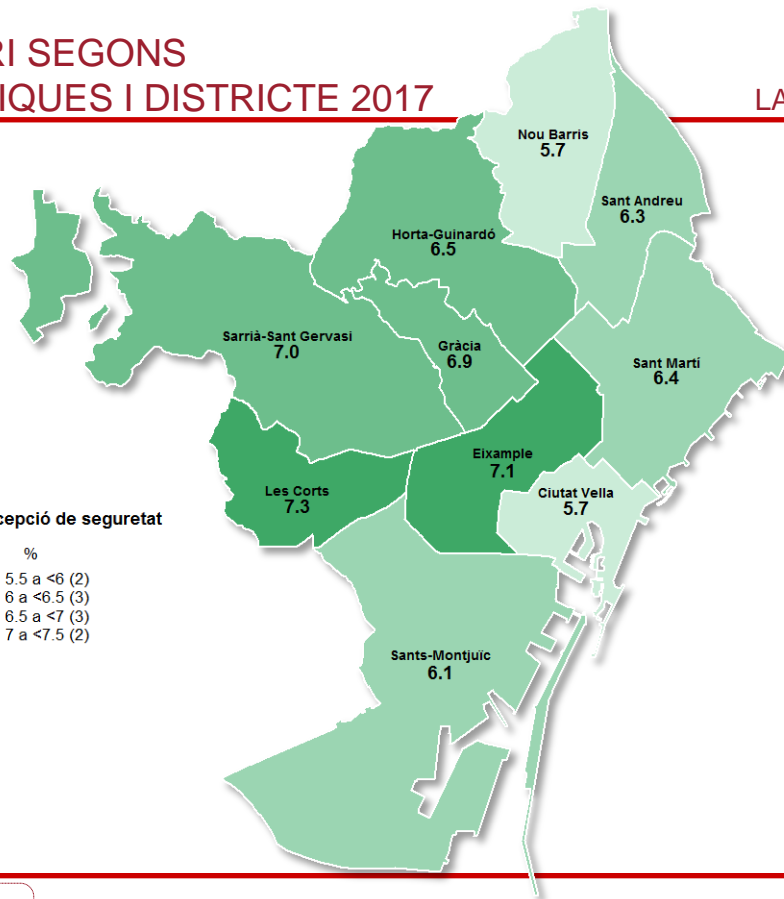 RI SEGONS
IQUES I DISTRICTE 2017
LA
Nou Barris
5.7
Sant Andreu
6.3
Horta-Guinardó
6.5
Sarrià-Sant Gervasi
7.0
Gràcia
6.9
Sant Martí
6.4
Eixample
7.1
Les Corts
7.3
Ciutat Vella
5.7
cepció de seguretat
%
5.5 a <6 (2)
6 a <6.5 (3)
6.5 a <7 (3)
7 a <7.5 (2)
Sants-Montjuïc
6.1